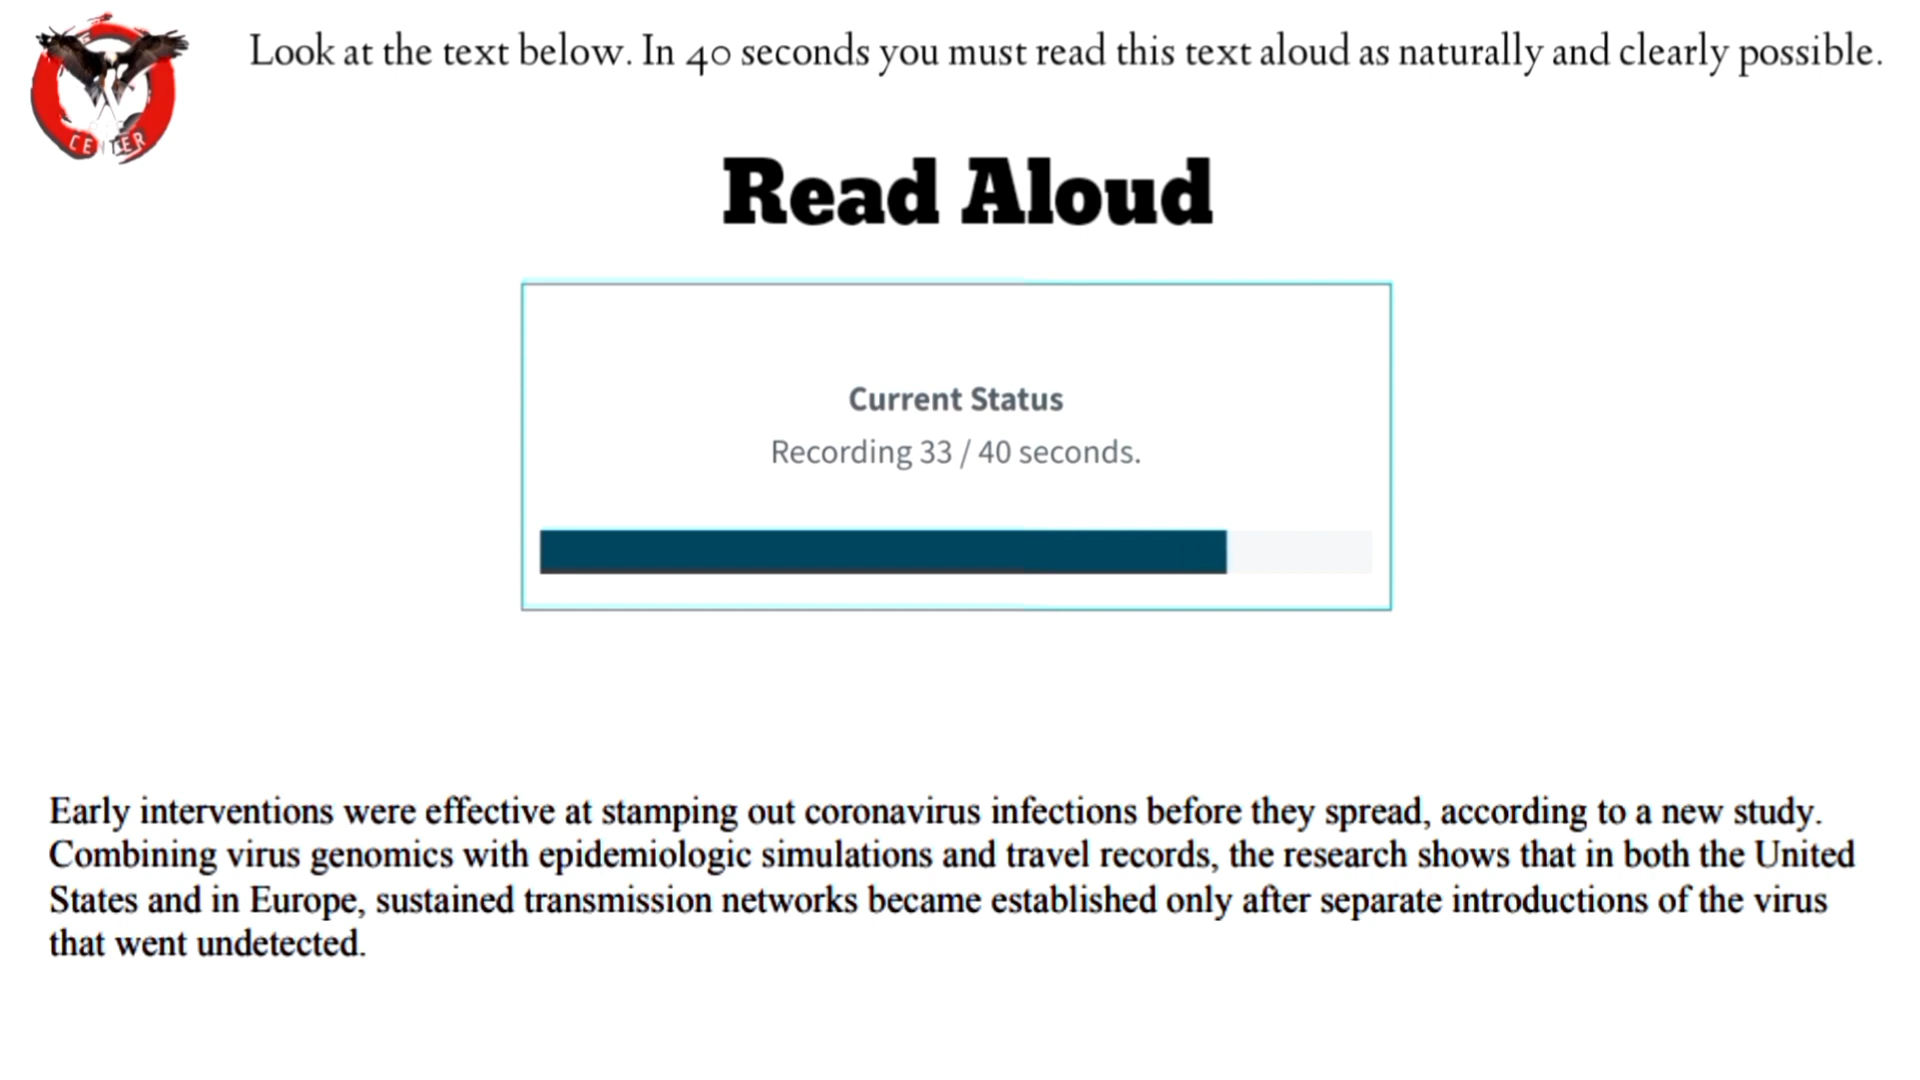 Look at the text below. In 40 seconds you must read this text aloud as naturally and clearly possible.
CENTER
Read Aloud
Current Status
Recording 33 / 40 seconds.
Early interventions were effective at stamping out coronavirus infections before they spread, according to a new study.
Combining virus genomics with epidemiologic simulations and travel records, the research shows that in both the United
States and in Europe, sustained transmission networks became established only after separate introductions of the virus
that went undetected.